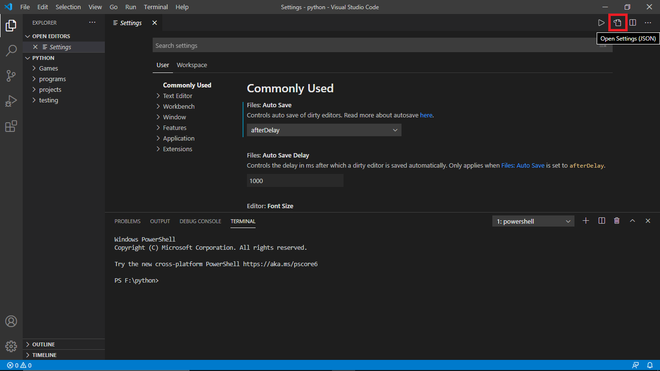 File Edit Selection View Go Run Terminal Help Settings - python - Visual Studio Code
EXPLORER
Settings
Open Settings (JSON)
OPEN EDITORS
Settings
PYTHON
Games
programs
projects
testing
OUTLINE
TIMELINE
Search settings
User Workspace
Commonly Used
Text Editor
Workbench
Window
Features
Application
Extensions
Commonly Used
Files: Auto Save
Controls auto save of dirty editors. Read more about autosave here.
afterDelay
Files: Auto Save Delay
Controls the delay in ms after which a dirty editor is saved automatically. Only applies when Files: Auto Save is set to afterDelay.
1000
Editor: Font Size
PROBLEMS OUTPUT DEBUG CONSOLE TERMINAL 1: powershell
Windows PowerShell
Copyright (C) Microsoft Corporation. All rights reserved.
Try the new cross-platform PowerShell https://aka.ms/pscore6
PS F:\python>
0 0